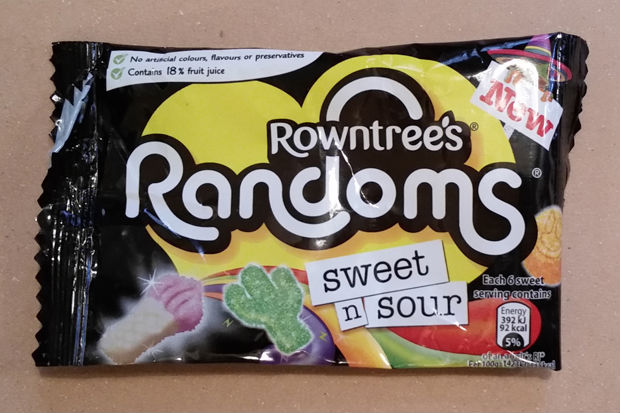 No artificial colours, flavours or preservatives
Contains 18% fruit juice
New
Rowntree's®
Randoms®
sweet
n sour
Each 6 sweet
serving contains
Energy
392 kJ
92 kcal
5%